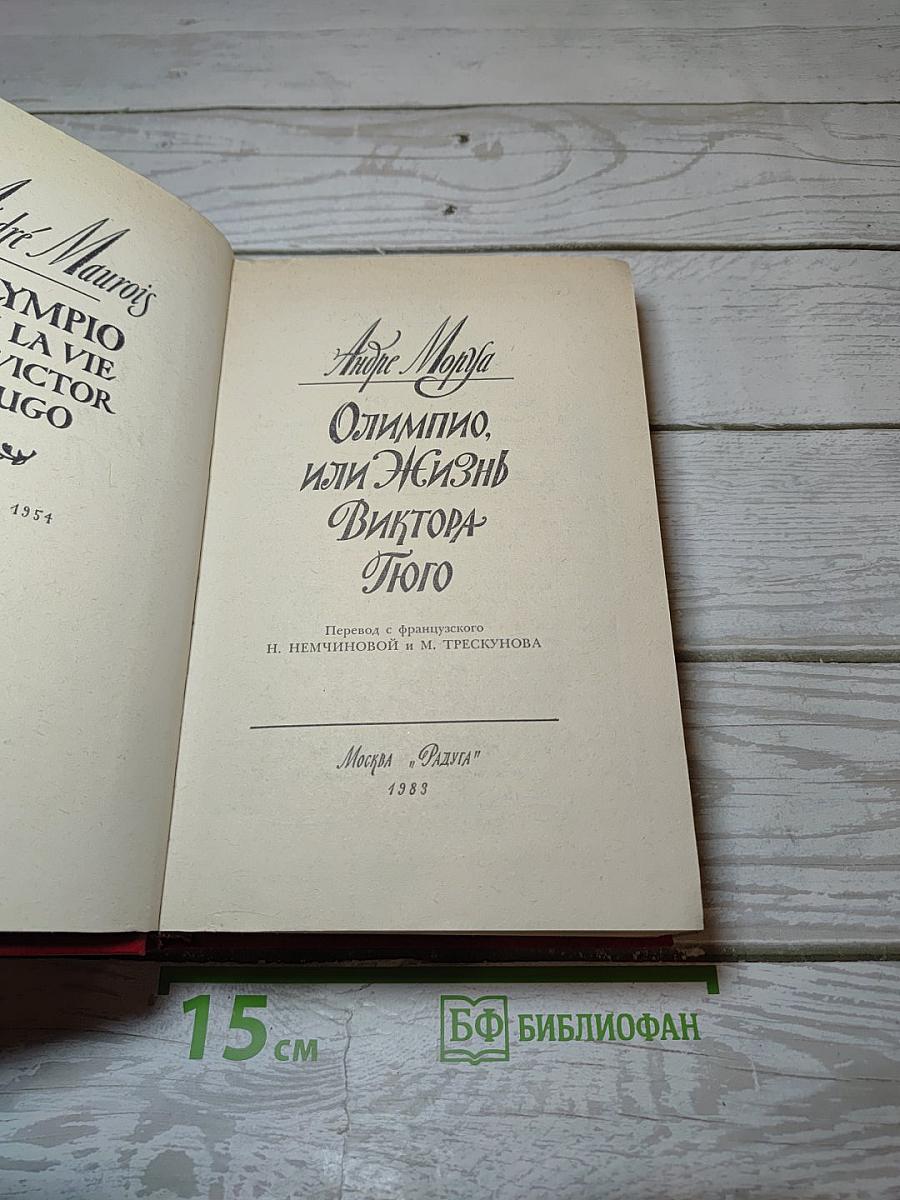 Maurois
LA VIE
1954
Андре Моруа
Олимпио,
или Жизнь
Виктора
Гюго
Перевод с французского
Н. НЕМЧИНОВОЙ и М. ТРЕСКУНОВА
Москва „Радуга"
1983
15 см
БФ БИБЛИОФАН